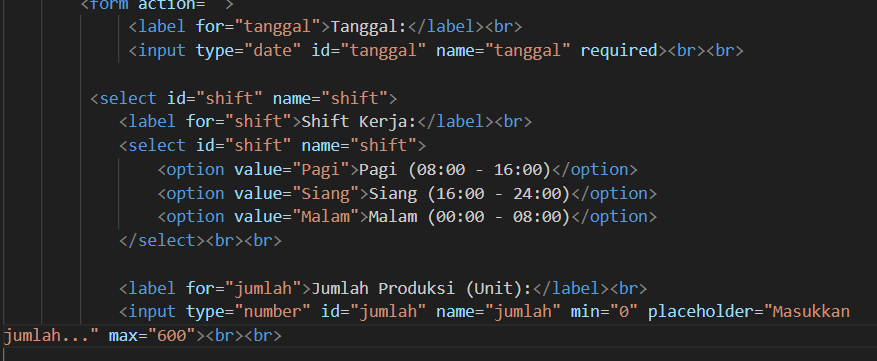 <form action="">
<label for="tanggal">Tanggal:</label><br>
<input type="date" id="tanggal" name="tanggal" required><br><br>
<select id="shift" name="shift">
<label for="shift">Shift Kerja:</label><br>
<select id="shift" name="shift">
<option value="Pagi">Pagi (08:00 - 16:00)</option>
<option value="Siang">Siang (16:00 - 24:00)</option>
<option value="Malam">Malam (00:00 - 08:00)</option>
</select><br><br>
<label for="jumlah">Jumlah Produksi (Unit):</label><br>
<input type="number" id="jumlah" name="jumlah" min="0" placeholder="Masukkan
jumlah..." max="600"><br><br>